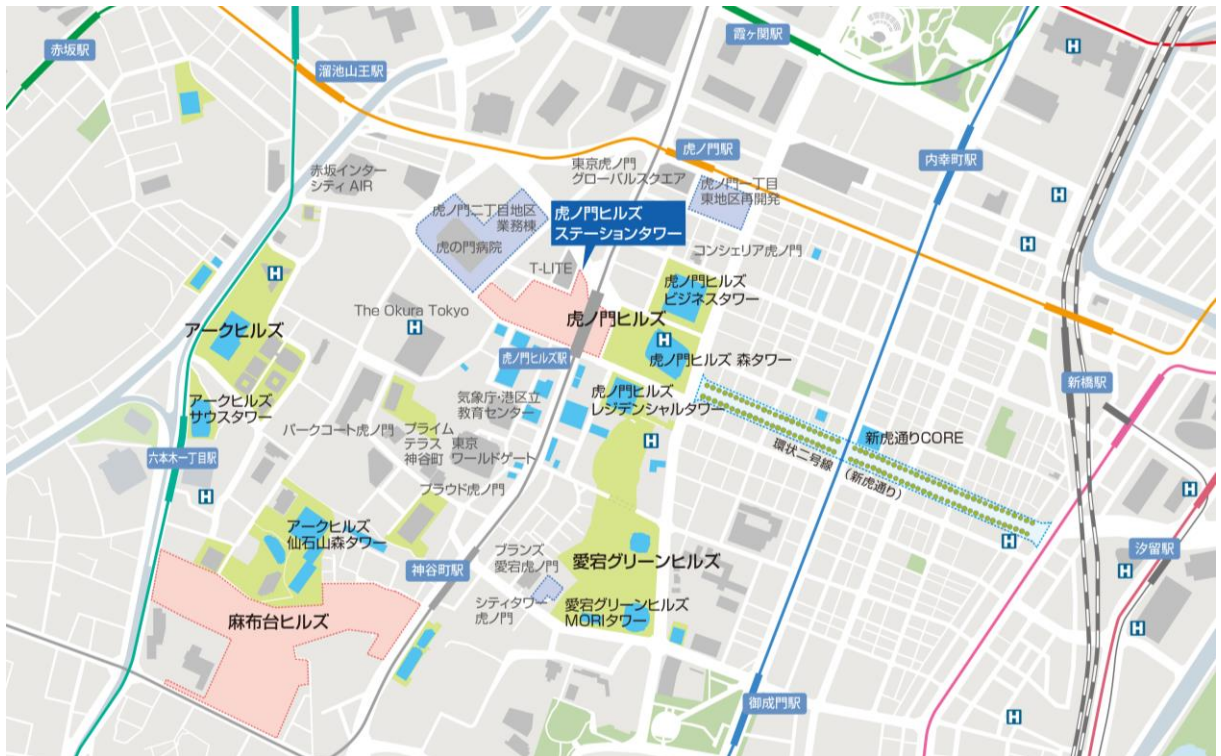 赤坂駅
霞ヶ関駅
H
溜池山王駅
虎ノ門駅
内幸町駅
赤坂インター
シティ AIR
東京虎ノ門
グローバルスクエア
虎ノ門一丁目
東地区再開発
H
虎ノ門二丁目地区
業務棟
虎の門病院
虎ノ門ヒルズ
ステーションタワー
コンシェリア虎ノ門
H
T-LITE
H
虎ノ門ヒルズ
ビジネスタワー
H
The Okura Tokyo
H
アークヒルズ
虎ノ門ヒルズ
H
虎ノ門ヒルズ駅
虎ノ門ヒルズ 森タワー
新橋駅
アークヒルズ
サウスタワー
気象庁・港区立
教育センター
虎ノ門ヒルズ
レジデンシャルタワー
パークコート虎ノ門
プライム
テラス
神谷町
東京
ワールドゲート
新虎通りCORE
環状二号線
(新虎通り)
六本木一丁目駅
H
プラウド虎ノ門
H
アークヒルズ
仙石山森タワー
神谷町駅
ブランズ
愛宕虎ノ門
愛宕グリーンヒルズ
H
汐留駅
H
シティタワー
虎ノ門
愛宕グリーンヒルズ
MORIタワー
麻布台ヒルズ
H
御成門駅
H
H